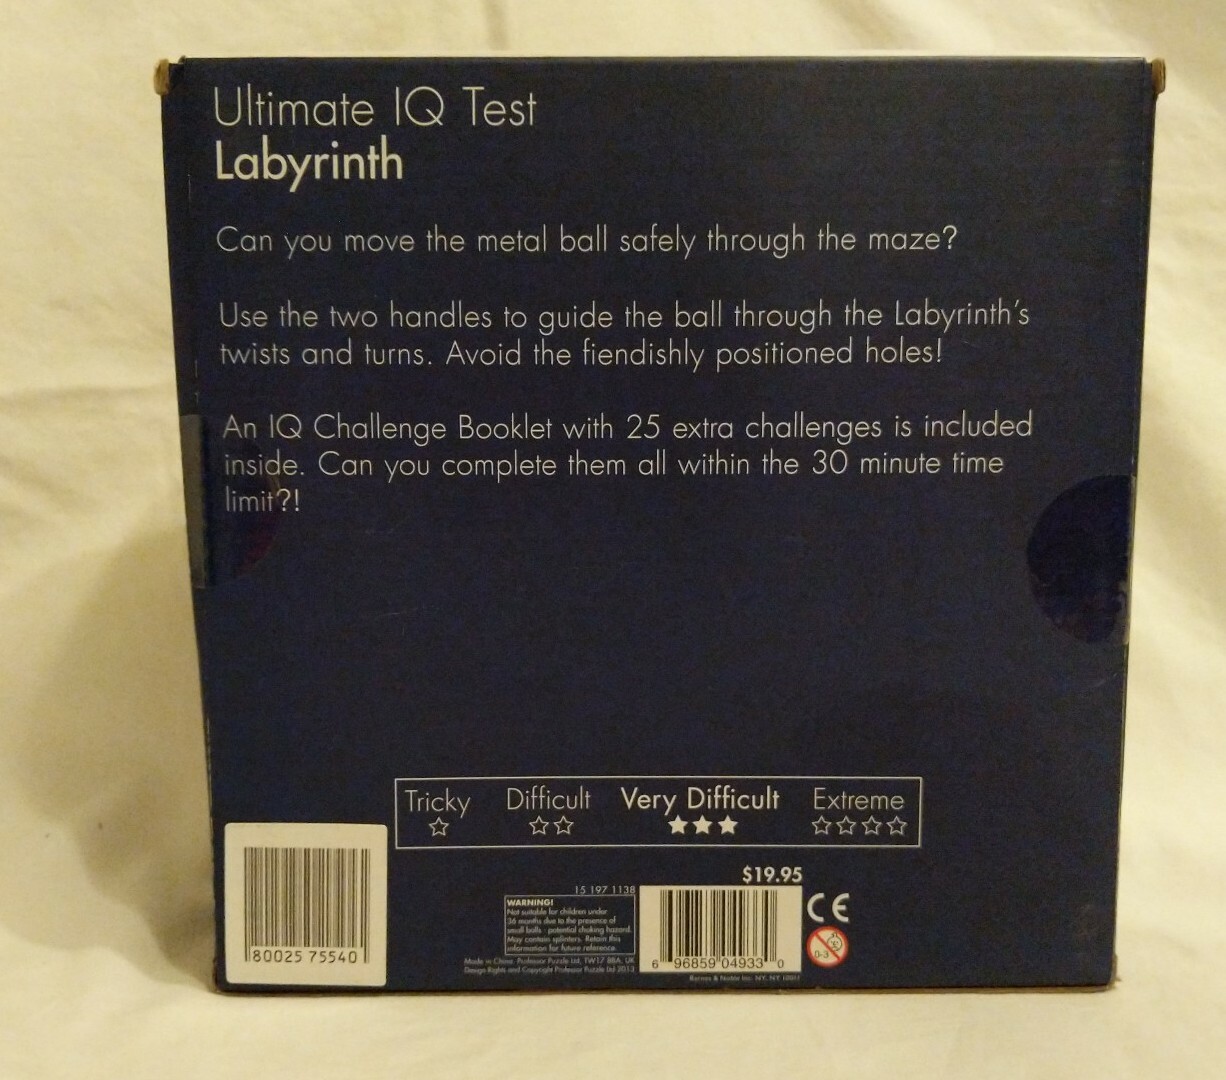 Ultimate IQ Test
Labyrinth
Can you move the metal ball safely through the maze?
Use the two handles to guide the ball through the Labyrinth's
twists and turns. Avoid the fiendishly positioned holes!
An IQ Challenge Booklet with 25 extra challenges is included
inside. Can you complete them all within the 30 minute time
limit?!
Tricky Difficult Very Difficult Extreme
80025 75540
$19.95
15 197 1138
WARNING!
Not suitable for children under
36 months due to the presence of
small balls - potential choking hazard.
May contain splinters. Retain this
information for future reference.
Made in China. Professor Puzzle Ltd, TW17 8BA, UK
Design Rights and Copyright Professor Puzzle Ltd 2013
6 96859 04933 0
Barnes & Noble Inc. NY, NY 10011
CE
0-3